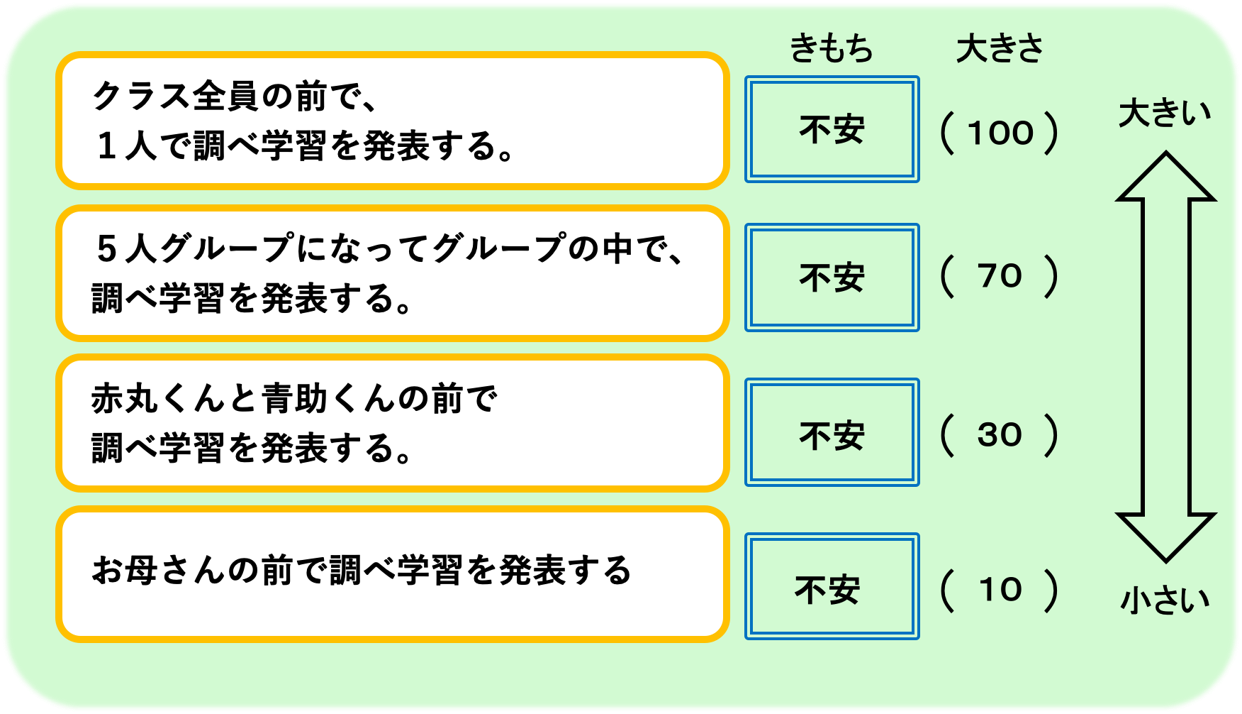 きもち 大きさ
クラス全員の前で、
１人で調べ学習を発表する。
不安 (100)
大きい
５人グループになってグループの中で、
調べ学習を発表する。
不安 (70)
赤丸くんと青助くんの前で
調べ学習を発表する。
不安 (30)
お母さんの前で調べ学習を発表する
不安 (10)
小さい